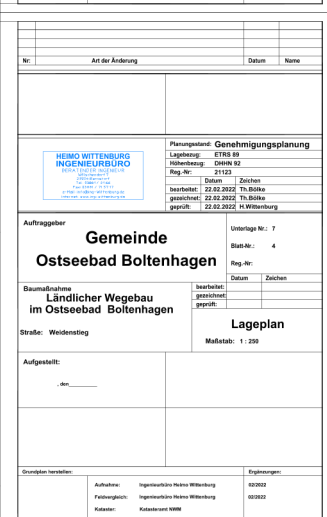 Nr: Art der Änderung Datum Name
Planungsstand: Genehmigungsplanung
Lagebezug: ETRS 89
Höhenbezug: DHHN 92
Reg.-Nr: 21123
Datum Zeichen
bearbeitet: 22.02.2022 Th.Bölke
gezeichnet: 22.02.2022 Th.Bölke
geprüft: 22.02.2022 H.Wittenburg
HEIMO WITTENBURG
INGENIEURBÜRO
BERATENDER INGENIEUR
Auftraggeber
Gemeinde
Ostseebad Boltenhagen
Unterlage Nr.: 7
Blatt-Nr.: 4
Reg.-Nr:
Datum Zeichen
bearbeitet:
gezeichnet:
geprüft:
Baumaßnahme
Ländlicher Wegebau
im Ostseebad Boltenhagen
Straße: Weidenstieg
Lageplan
Maßstab: 1 : 250
Aufgestellt:
, den
Grundplan herstellen: Ergänzungen:
Aufnahme: Ingenieurbüro Heimo Wittenburg 02/2022
Feldvergleich: Ingenieurbüro Heimo Wittenburg 02/2022
Kataster: Katasteramt NWM